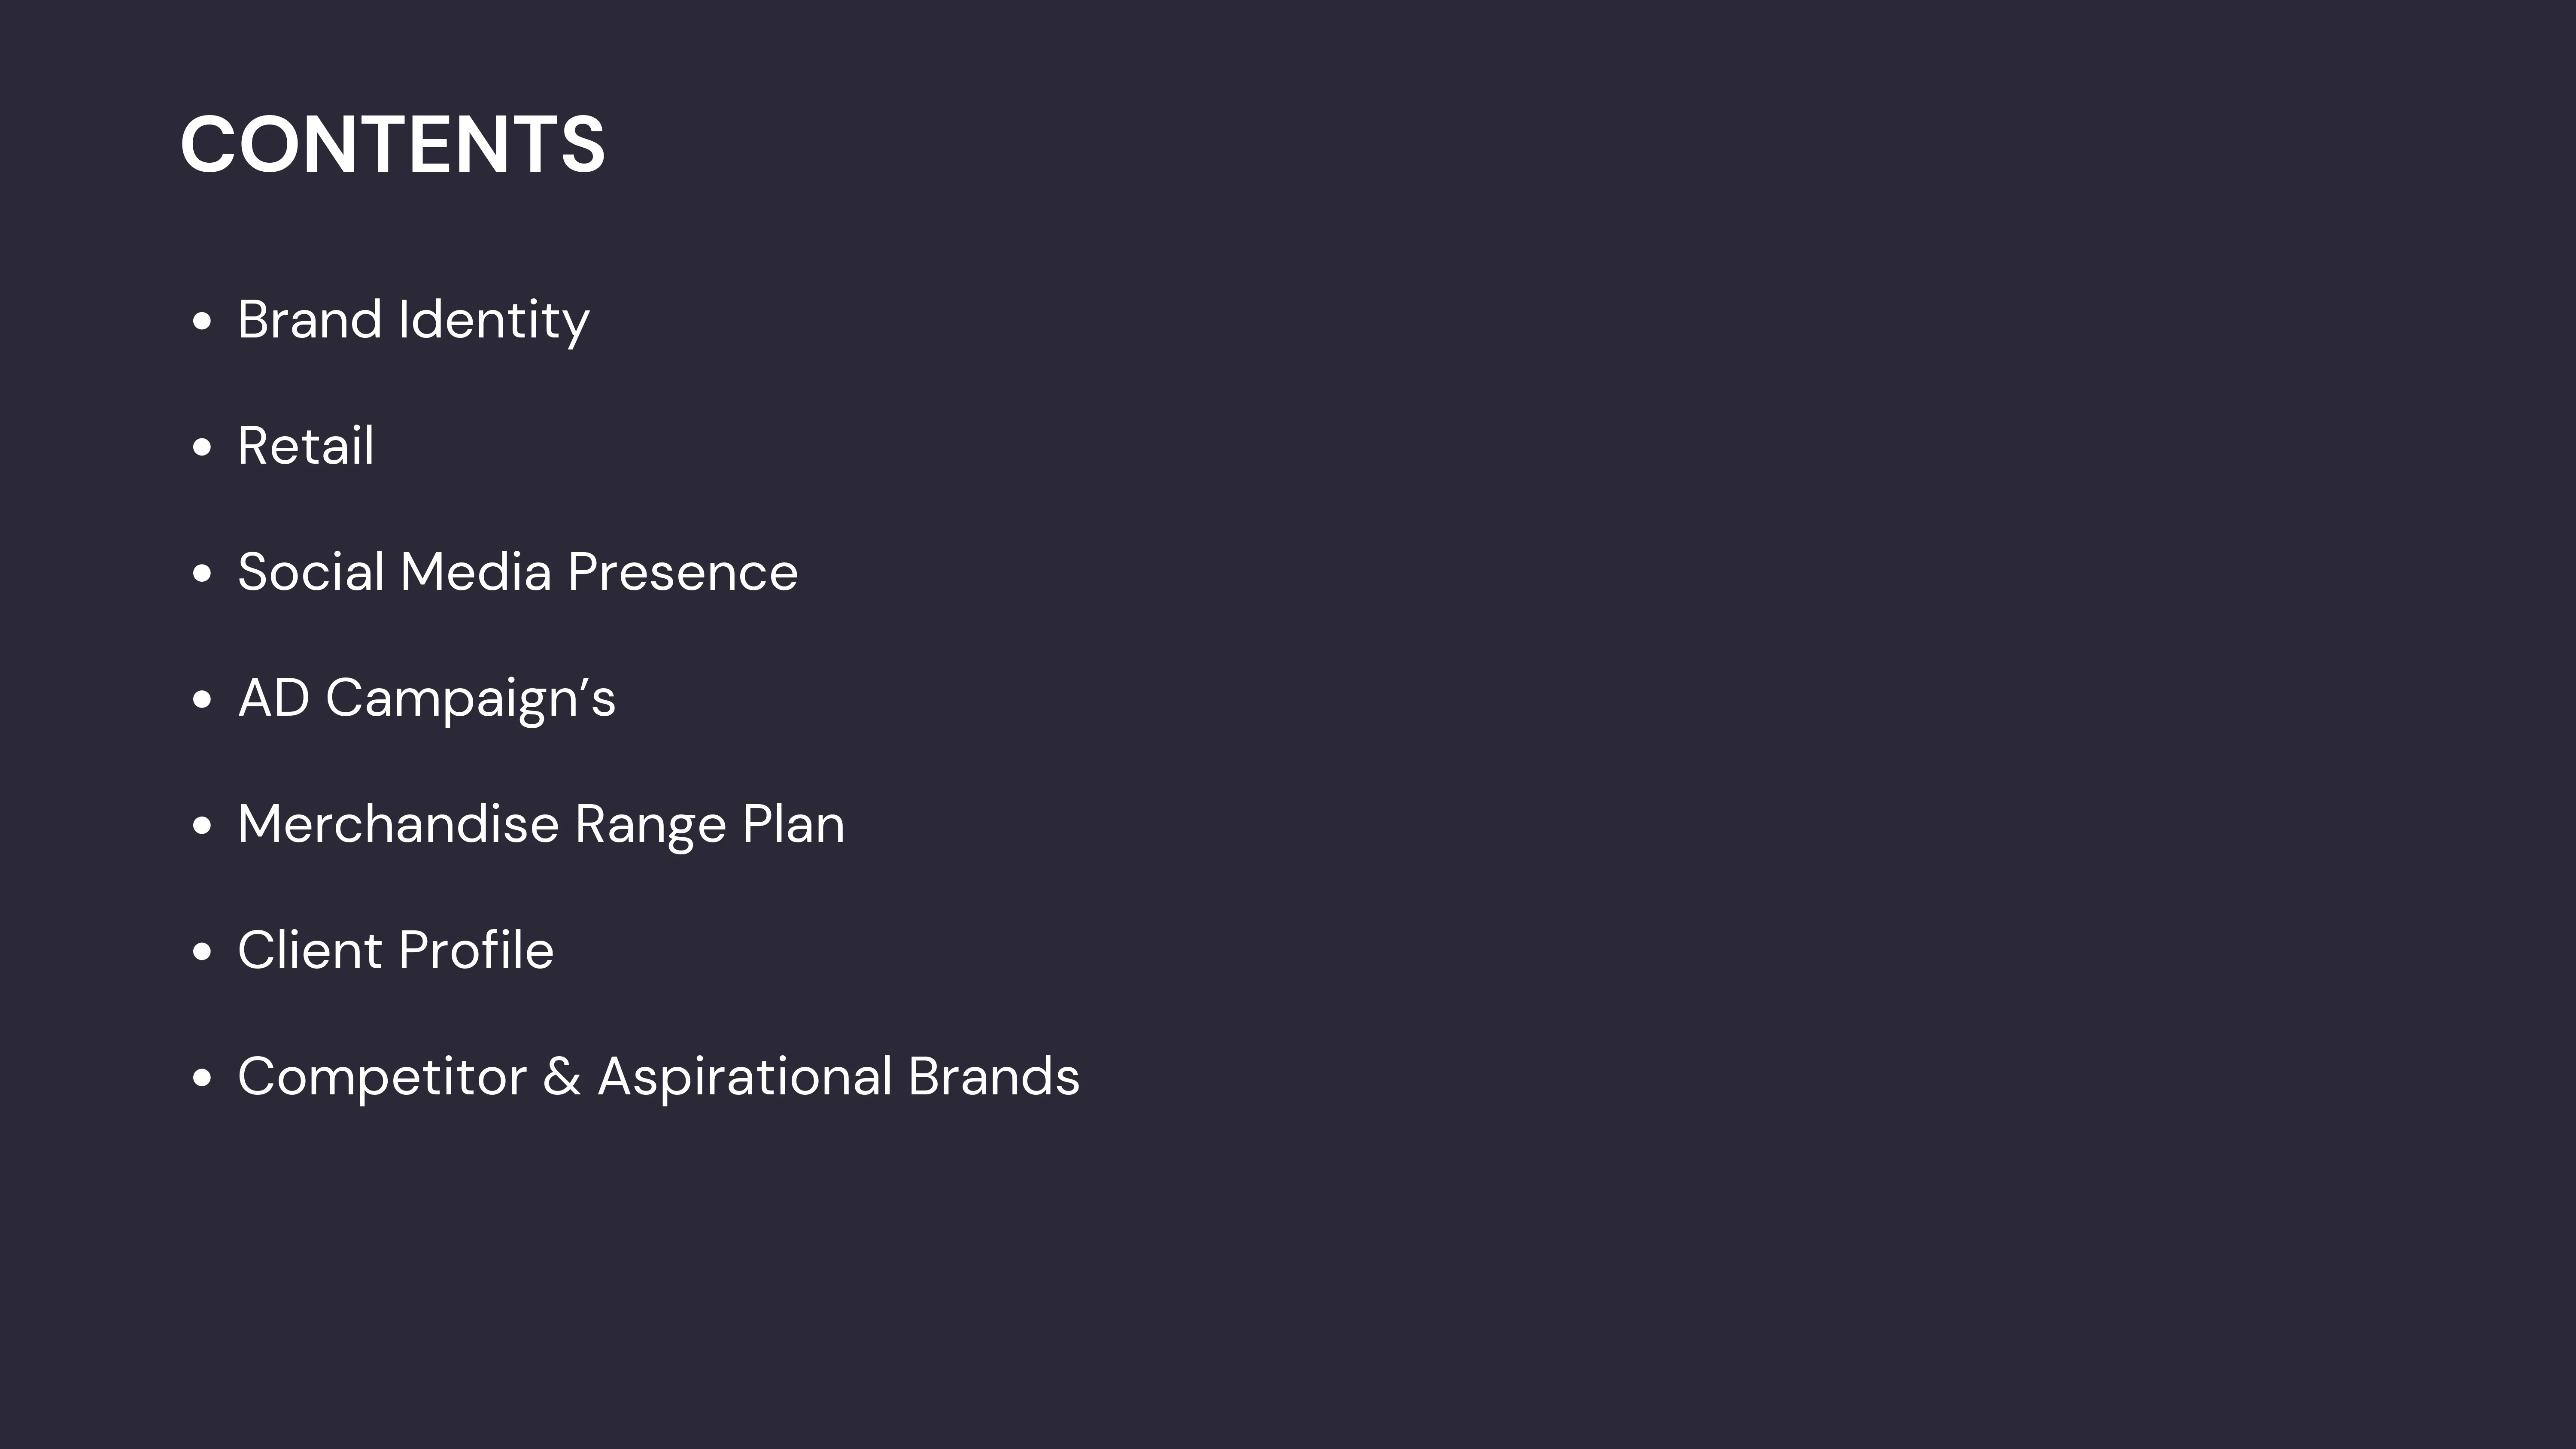 CONTENTS
• Brand Identity
• Retail
• Social Media Presence
• AD Campaign’s
• Merchandise Range Plan
• Client Profile
• Competitor & Aspirational Brands